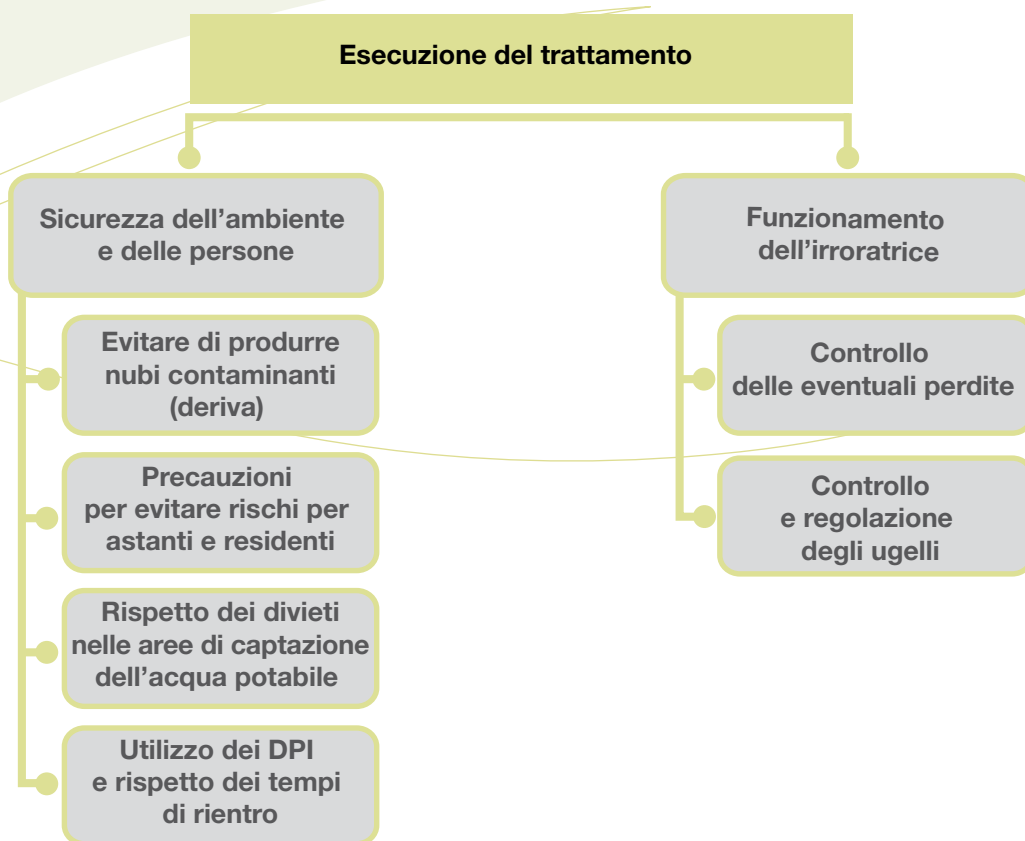 Esecuzione del trattamento
Sicurezza dell’ambiente
e delle persone
Evitare di produrre
nubi contaminanti
(deriva)
Precauzioni
per evitare rischi per
astanti e residenti
Rispetto dei divieti
nelle aree di captazione
dell’acqua potabile
Utilizzo dei DPI
e rispetto dei tempi
di rientro
Funzionamento
dell’irroratrice
Controllo
delle eventuali perdite
Controllo
e regolazione
degli ugelli